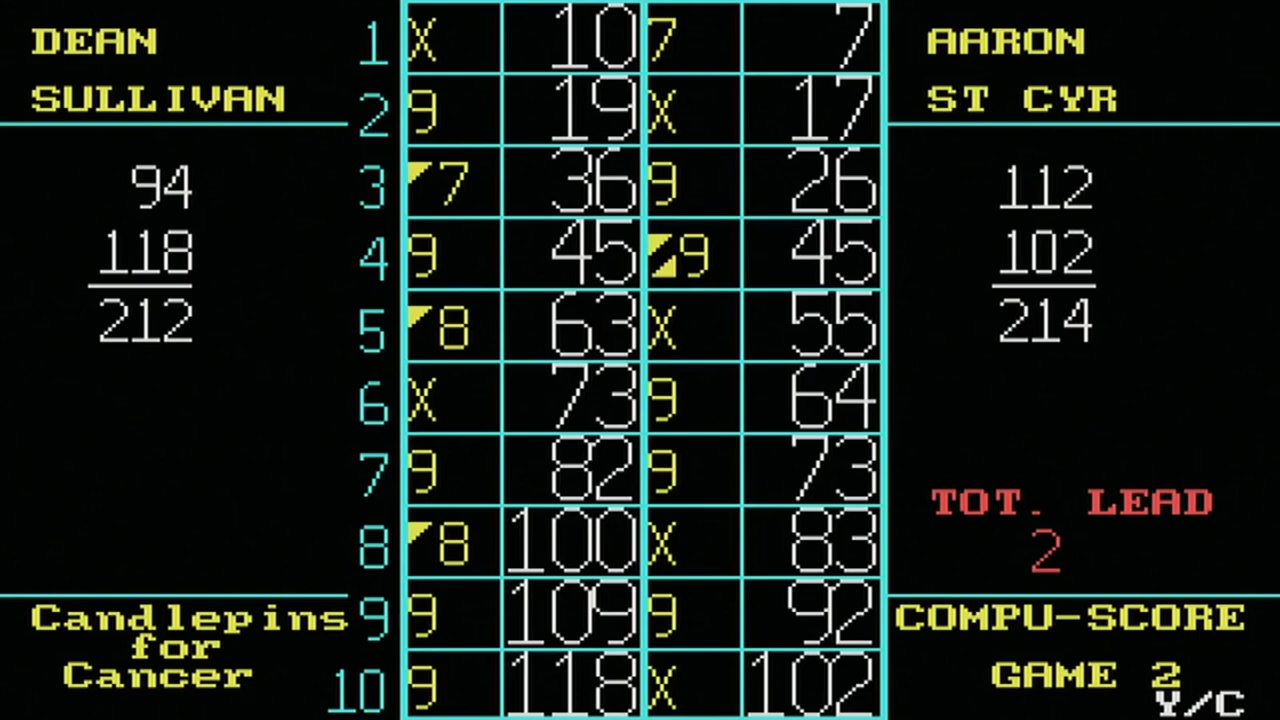 DEAN
SULLIVAN
94
118
212
Candlepins
for
Cancer
1 X 10 7 7
2 9 19 X 17
3 7 36 9 26
4 9 45 9 45
5 8 63 X 55
6 X 73 9 64
7 9 82 9 73
8 8 100 X 83
9 9 109 9 92
10 9 118 X 102
AARON
ST CYR
112
102
214
TOT. LEAD
2
COMPU-SCORE
GAME 2
Y/C